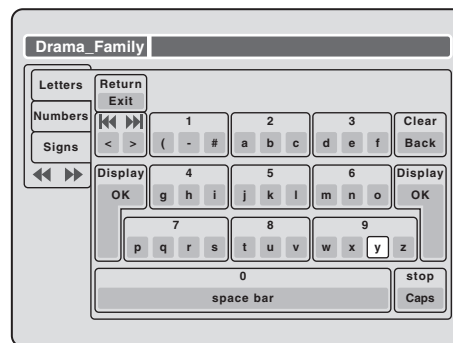 Drama_Family
Letters
Numbers
Signs
Return
Exit
1 2 3 Clear
< > ( - # a b c d e f Back
Display 4 5 6 Display
OK g h i j k l m n o OK
7 8 9
p q r s t u v w x y z
0 stop
space bar Caps